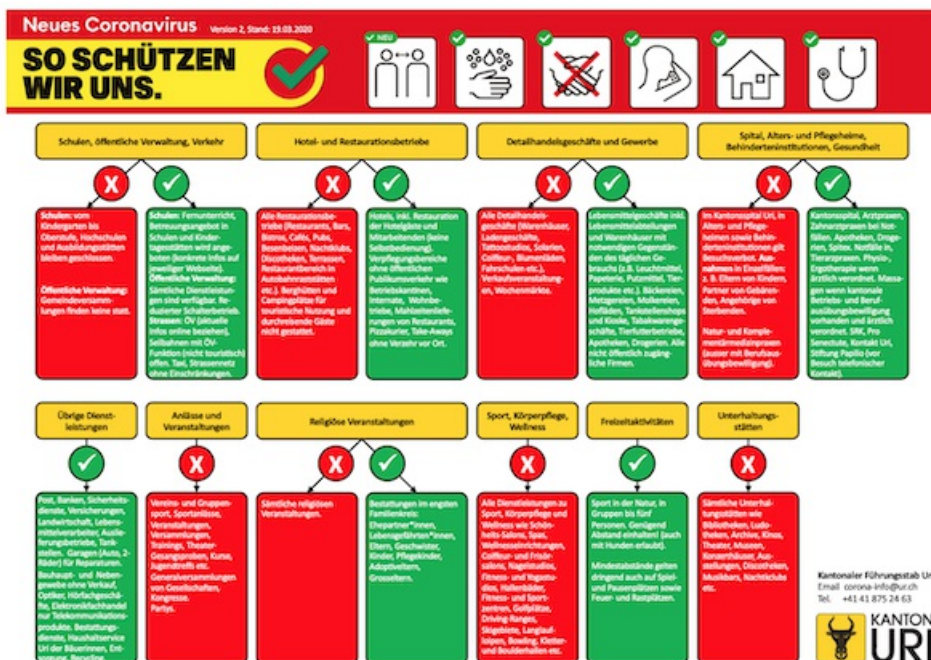 Neues Coronavirus Version 2, Stand: 19.03.2020
SO SCHÜTZEN
WIR UNS.
NEU
Schulen, öffentliche Verwaltung, Verkehr
Schulen: vom
Kindergarten bis
Oberstufe, Hochschulen
und Ausbildungsstätten
bleiben geschlossen.
Öffentliche Verwaltung:
Gemeindeversamm-
lungen finden keine statt.
Schulen: Fernunterricht,
Betreuungsangebot in
Schulen und Kinder-
tagesstätten wird ange-
boten (konkrete Infos auf
jeweiliger Webseite).
Öffentliche Verwaltung:
Sämtliche Dienstleistun-
gen sind verfügbar. Re-
duzierter Schalterbetrieb.
Strassen: ÖV (aktuelle
Infos online beziehen),
Seilbahnen mit ÖV-
Funktion (nicht touristisch)
offen. Taxi, Strassennetz
ohne Einschränkungen.
Hotel- und Restaurationsbetriebe
Alle Restaurationsbe-
triebe (Restaurants, Bars,
Bistros, Cafés, Pubs,
Besenbeizen, Nachtklubs,
Discotheken, Terrassen,
Restaurantbereich in
Autobahnraststätten
etc.). Berghütten und
Campingplätze für
touristische Nutzung und
durchreisende Gäste
nicht gestattet.
Hotels, inkl. Restauration
der Hotelgäste und
Mitarbeitenden (keine
Selbstbedienung).
Verpflegungsbereiche
ohne öffentlichen
Publikumsverkehr wie
Betriebskantinen,
Internate, Wohnbe-
triebe, Mahlzeitenliefe-
rungen von Restaurants,
Pizzakurier, Take-Aways
ohne Verzehr vor Ort.
Detailhandelsgeschäfte und Gewerbe
Alle Detailhandels-
geschäfte (Warenhäuser,
Ladengeschäfte,
Tattoostudios, Solarien,
Coiffeur-, Blumenläden,
Fahrschulen etc.).
Verkaufsveranstaltun-
gen, Wochenmärkte.
Lebensmittelgeschäfte inkl.
Lebensmittelabteilungen
und Warenhäuser mit
notwendigen Gegenstän-
den des täglichen Ge-
brauchs (z.B. Leuchtmittel,
Papeterie, Putzmittel, Tier-
produkte etc.). Bäckereien,
Metzgereien, Molkereien,
Hofläden, Tankstellenshops
und Kioske, Tabakwarenge-
schäfte, Tierfutterbetriebe,
Apotheken, Drogerien. Alle
nicht öffentlich zugäng-
liche Firmen.
Spital, Alters- und Pflegeheime,
Behinderteninstitutionen, Gesundheit
Im Kantonsspital Uri, in
Alters- und Pflege-
heimen sowie Behin-
derteninstitutionen gilt
Besuchsverbot. Aus-
nahmen in Einzelfällen:
z. B. Eltern von Kindern,
Partner von Gebären-
den, Angehörige von
Sterbenden.
Natur- und Komple-
mentärmedizinpraxen
(ausser mit Berufsaus-
übungsbewilligung).
Kantonsspital, Arztpraxen,
Zahnarztpraxen bei Not-
fällen. Apotheken, Droge-
rien, Spitex. Notfälle in
Tierarztpraxen. Physio-,
Ergotherapie wenn
ärztlich verordnet. Massa-
gen wenn kantonale
Betriebs- und Beruf-
ausübungsbewilligung
vorhanden und ärztlich
verordnet. SRK, Pro
Senectute, Kontakt Uri,
Stiftung Papilio (vor
Besuch telefonischer
Kontakt).
Übrige Dienst-
leistungen
Post, Banken, Sicherheits-
dienste, Versicherungen,
Landwirtschaft, Lebens-
mittelverarbeiter, Auslie-
ferungsbetriebe, Tank-
stellen. Garagen (Auto, 2-
Räder) für Reparaturen.
Bauhaupt- und Neben-
gewebe ohne Verkauf,
Optiker, Hörfachgeschä-
fte, Elektronikfachhandel
nur Telekommunikations-
produkte. Bestattungs-
dienste, Haushaltservice
Uri der Bäuerinnen, Ent-
sorgung, Recycling.
Anlässe und
Veranstaltungen
Vereins- und Gruppen-
sport, Sportanlässe,
Veranstaltungen,
Versammlungen,
Trainings, Theater-
Gesangsproben, Kurse,
Jugendtreffs etc.
Generalversammlungen
von Gesellschaften,
Kongresse.
Partys.
Religiöse Veranstaltungen
Sämtliche religiösen
Veranstaltungen.
Bestattungen im engsten
Familienkreis:
Ehepartner*innen,
Lebensgefährten*innen,
Eltern, Geschwister,
Kinder, Pflegekinder,
Adoptiveltern,
Grosseltern.
Sport, Körperpflege,
Wellness
Alle Dienstleistungen zu
Sport, Körperpflege und
Wellness wie Schön-
heits-Salons, Spas,
Wellnesseinrichtungen,
Coiffeur- und Frisör-
salons, Nagelstudios,
Fitness- und Yogastu-
dios, Hallenbäder,
Fitness- und Sport-
zentren, Golfplätze,
Driving-Ranges,
Skigebiete, Langlauf-
loipen, Bowling, Kletter-
und Boulderhallen etc.
Freizeitaktivitäten
Sport in der Natur, in
Gruppen bis fünf
Personen. Genügend
Abstand einhalten! (auch
mit Hunden erlaubt).
Mindestabstände gelten
dringend auch auf Spiel-
und Pausenplätzen sowie
Feuer- und Rastplätzen.
Unterhaltungs-
stätten
Sämtliche Unterhal-
tungsstätten wie
Bibliotheken, Ludo-
theken, Archive, Kinos,
Theater, Museen,
Konzerthäuser, Aus-
stellungen, Discotheken,
Musikbars, Nachtclubs
etc.
Kantonaler Führungsstab Uri
Email corona-info@ur.ch
Tel. +41 41 875 24 63
KANTON
URI